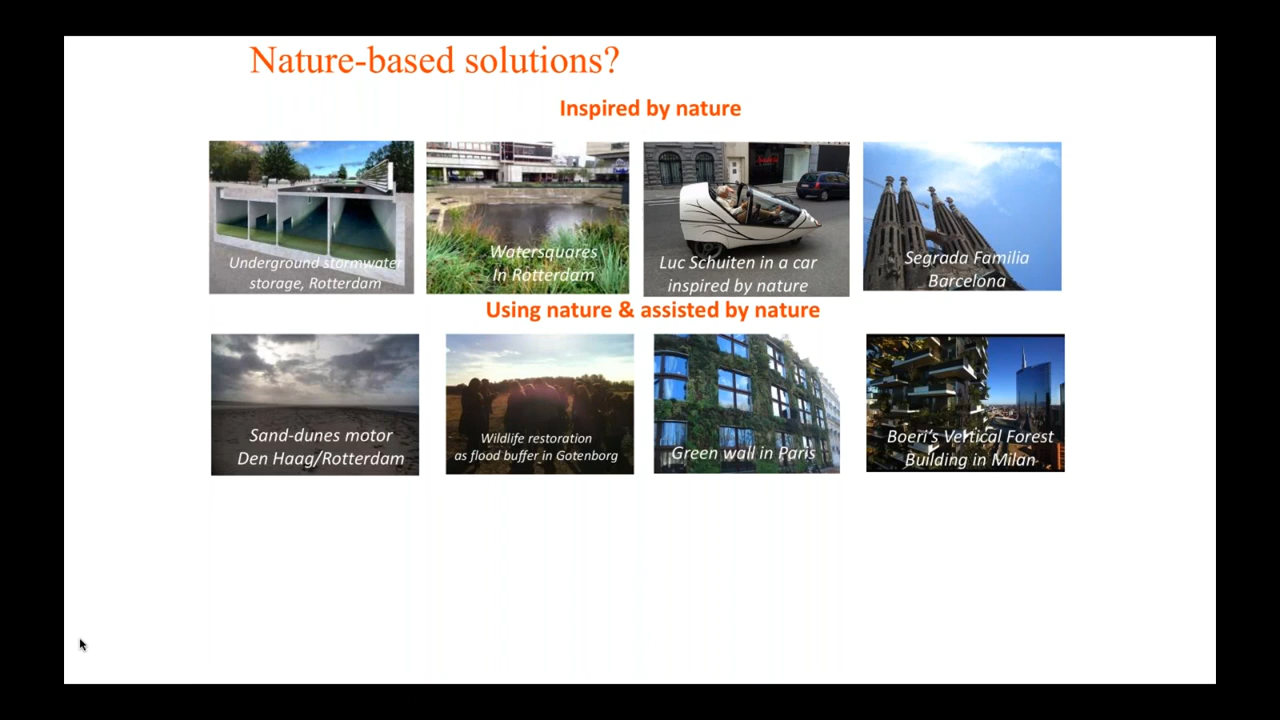 Nature-based solutions?
Inspired by nature
Underground stormwater
storage, Rotterdam
Watersquares
In Rotterdam
Luc Schuiten in a car
inspired by nature
Segrada Familia
Barcelona
Using nature & assisted by nature
Sand-dunes motor
Den Haag/Rotterdam
Wildlife restoration
as flood buffer in Gotenborg
Green wall in Paris
Boeri's Vertical Forest
Building in Milan